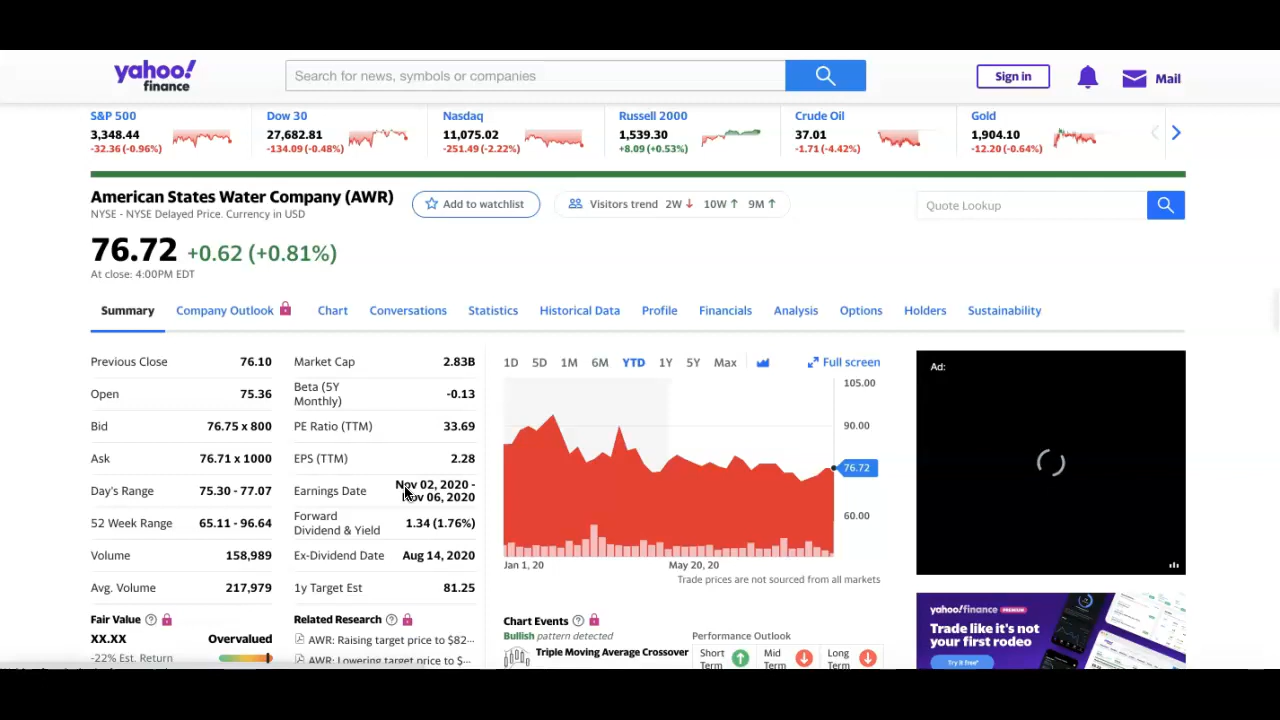 yahoo!
finance
Search for news, symbols or companies
Sign in
Mail
S&P 500
3,348.44
-32.36 (-0.96%)
Dow 30
27,682.81
-134.09 (-0.48%)
Nasdaq
11,075.02
-251.49 (-2.22%)
Russell 2000
1,539.30
+8.09 (+0.53%)
Crude Oil
37.01
-1.71 (-4.42%)
Gold
1,904.10
-12.20 (-0.64%)
American States Water Company (AWR)
NYSE - NYSE Delayed Price. Currency in USD
Add to watchlist
Visitors trend 2W 10W 9M
Quote Lookup
76.72 +0.62 (+0.81%)
At close: 4:00PM EDT
Summary Company Outlook Chart Conversations Statistics Historical Data Profile Financials Analysis Options Holders Sustainability
Previous Close 76.10
Open 75.36
Bid 76.75 x 800
Ask 76.71 x 1000
Day's Range 75.30 - 77.07
52 Week Range 65.11 - 96.64
Volume 158,989
Avg. Volume 217,979
Market Cap 2.83B
Beta (5Y
Monthly) -0.13
PE Ratio (TTM) 33.69
EPS (TTM) 2.28
Earnings Date Nov 02, 2020 -
Nov 06, 2020
Forward
Dividend & Yield 1.34 (1.76%)
Ex-Dividend Date Aug 14, 2020
1y Target Est 81.25
Fair Value
XX.XX Overvalued
-22% Est. Return
Related Research
AWR: Raising target price to $82...
AWR: Lowering target price to $...
1D 5D 1M 6M YTD 1Y 5Y Max
Full screen
105.00
90.00
76.72
60.00
Jan 1, 20 May 20, 20
Trade prices are not sourced from all markets
Chart Events
Bullish pattern detected
Triple Moving Average Crossover
Performance Outlook
Short
Term
Mid
Term
Long
Term
Ad:
yahoo!finance PREMIUM
Trade like it's not
your first rodeo
Try it free*